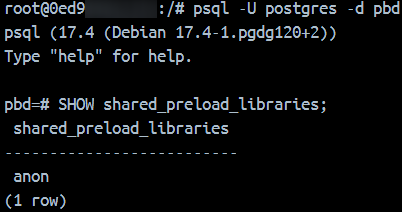 root@0ed9 :/# psql -U postgres -d pbd
psql (17.4 (Debian 17.4-1.pgdg120+2))
Type "help" for help.
pbd=# SHOW shared_preload_libraries;
shared_preload_libraries
--------------------------
anon
(1 row)